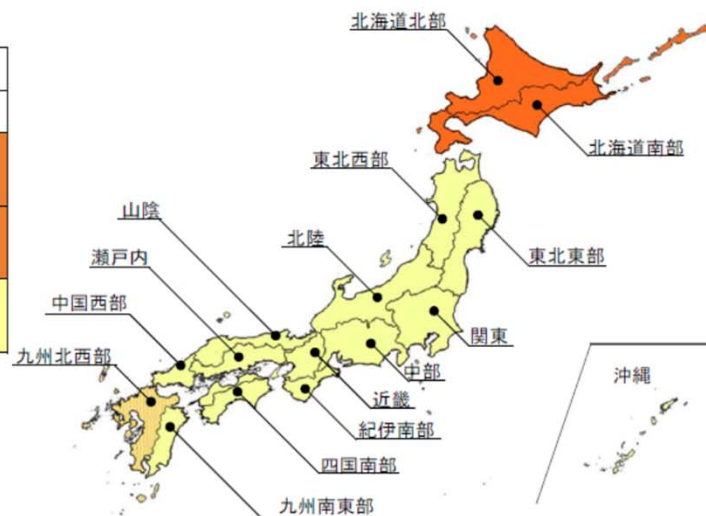 北海道北部
北海道南部
東北西部
山陰
北陸
東北東部
瀬戸内
中国西部
関東
九州北西部
中部
沖縄
近畿
紀伊南部
四国南部
九州南東部